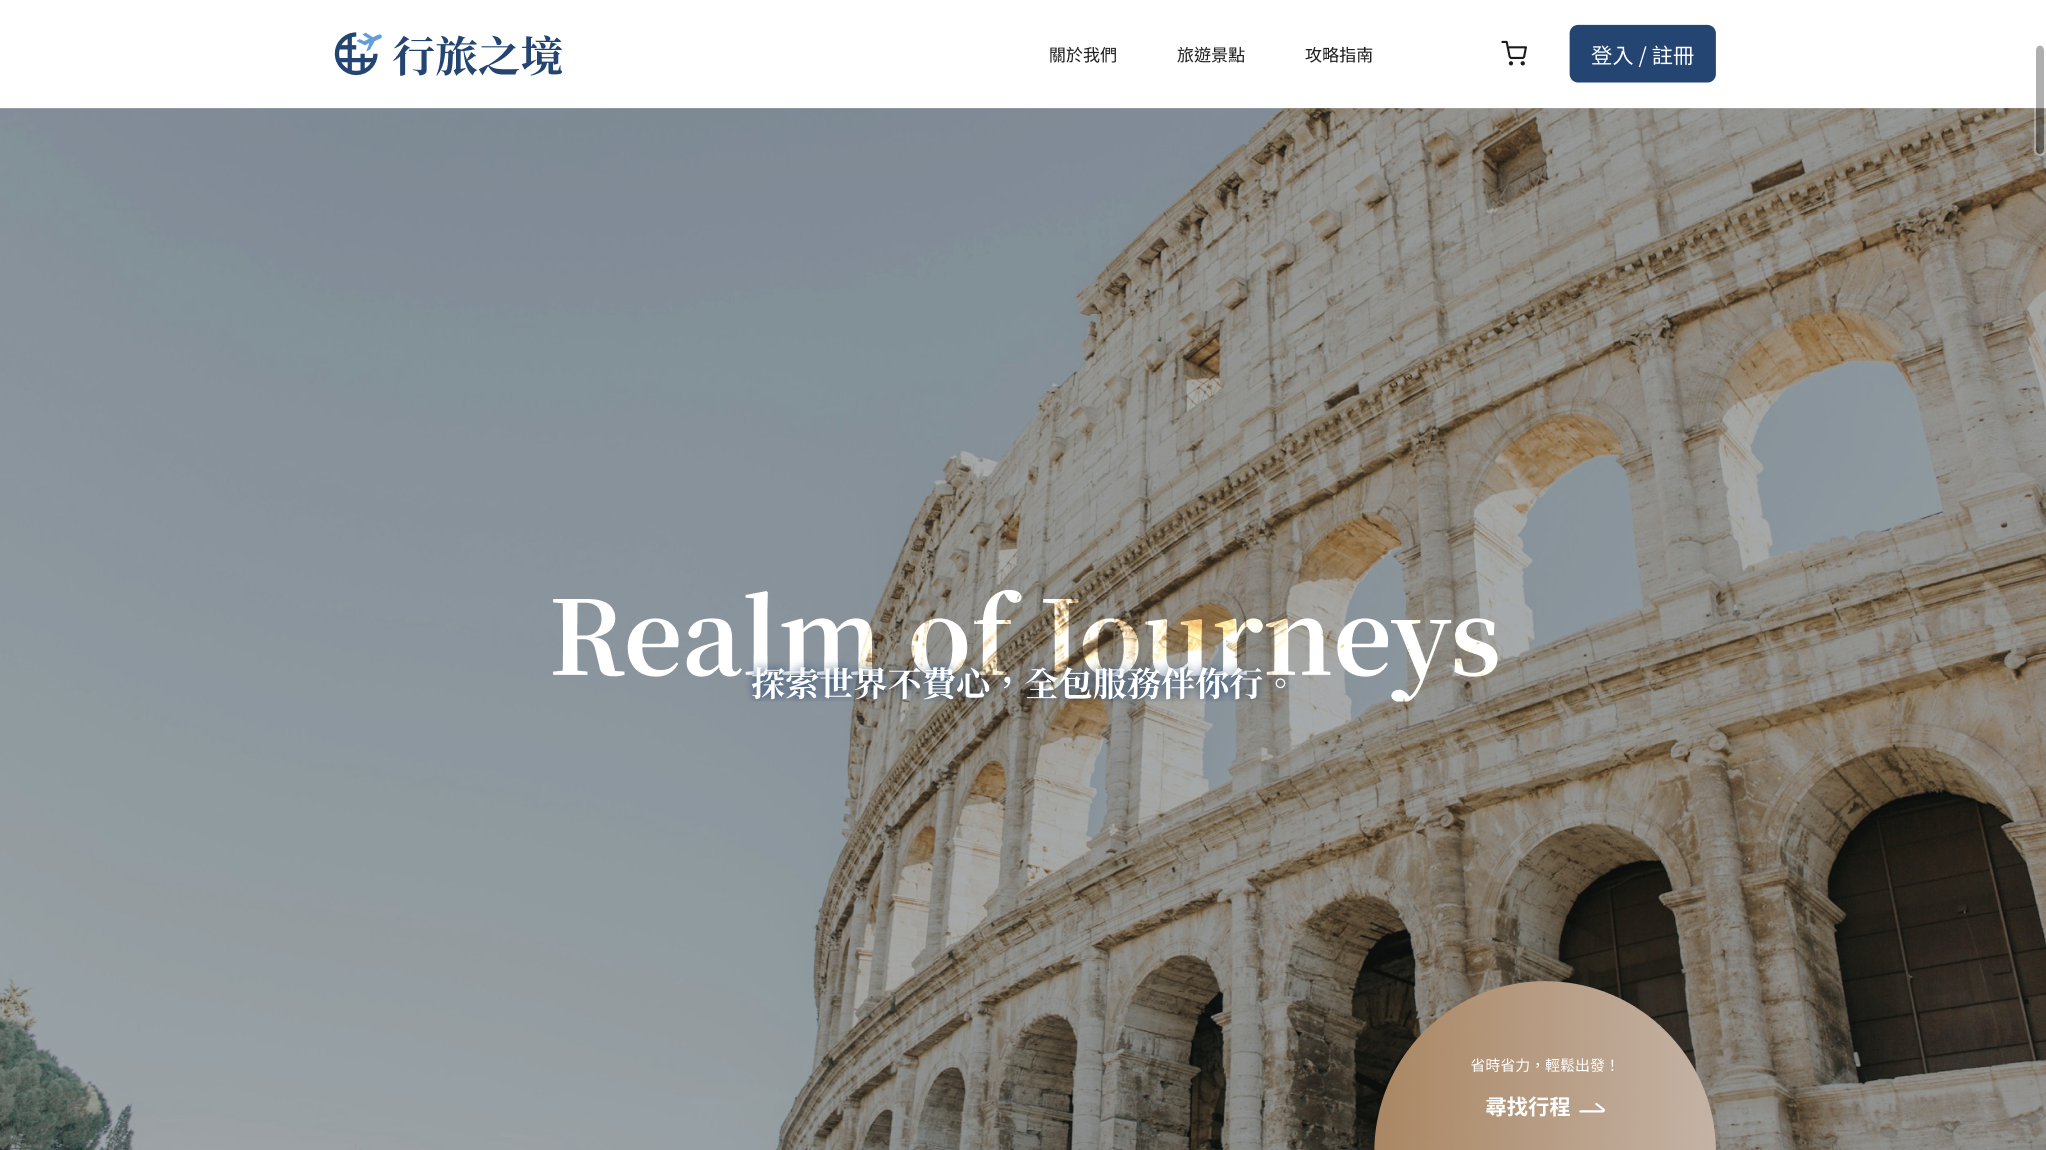 行旅之境
關於我們
旅遊景點
攻略指南
登入 / 註冊
Realm of Journeys
探索世界不費心，全包服務伴你行。
省時省力，輕鬆出發！
尋找行程